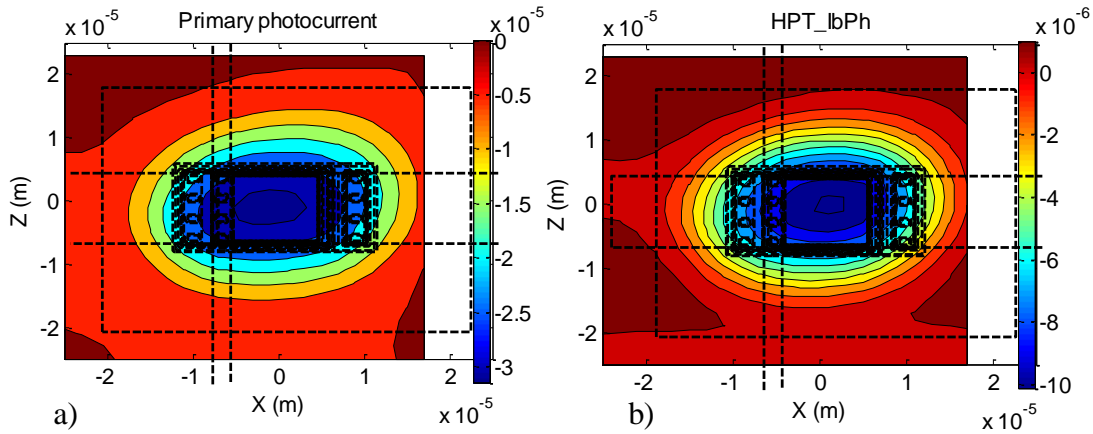 Primary photocurrent
x 10^-5
x 10^-5
Z (m)
2
1
0
-1
-2
-2
-1
0
1
2
X (m)
x 10^-5
0
-0.5
-1
-1.5
-2
-2.5
-3
a)
HPT_IbPh
x 10^-5
x 10^-6
Z (m)
2
1
0
-1
-2
-2
-1
0
1
2
X (m)
x 10^-5
0
-2
-4
-6
-8
-10
b)